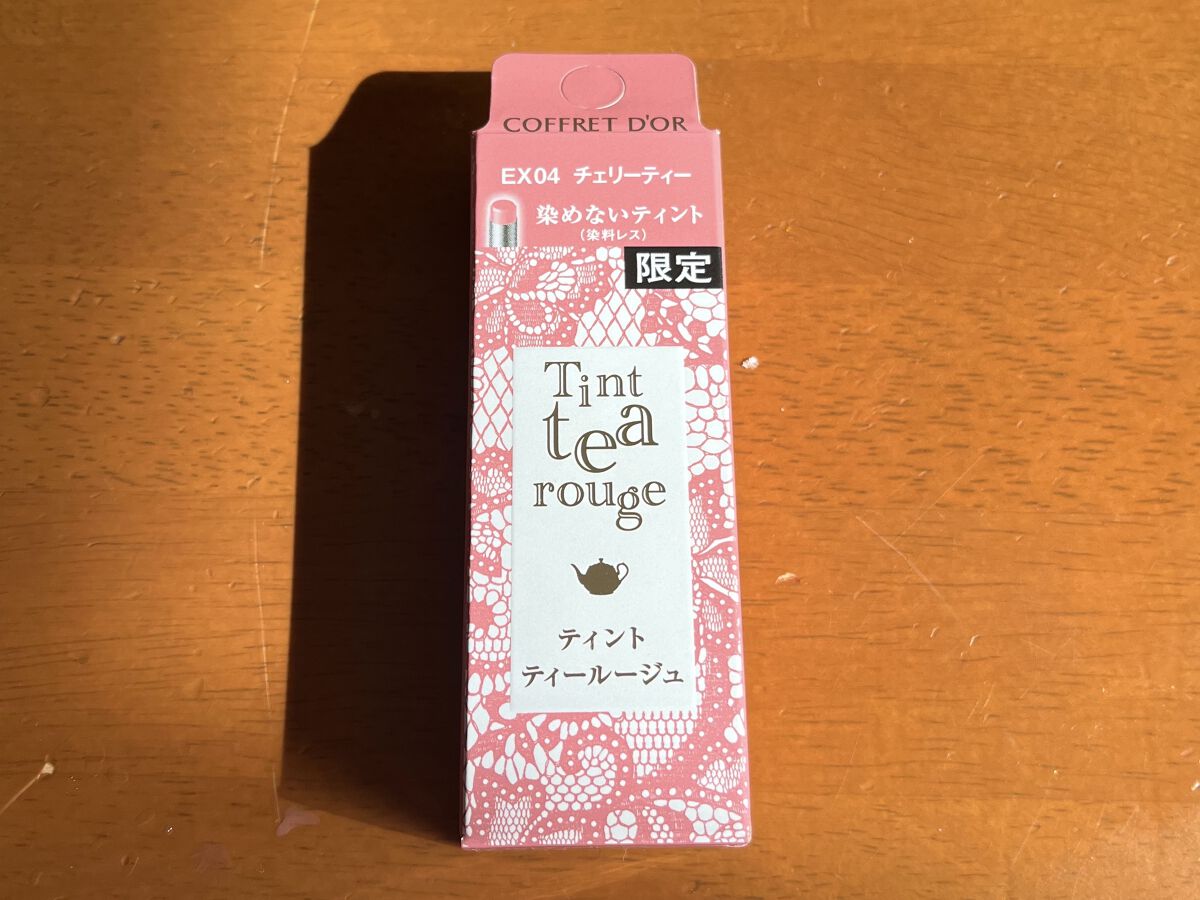 COFFRET D'OR
EX04 チェリーティー
染めないティント
(染料レス)
限定
Tint
tea
rouge
ティント
ティールージュ